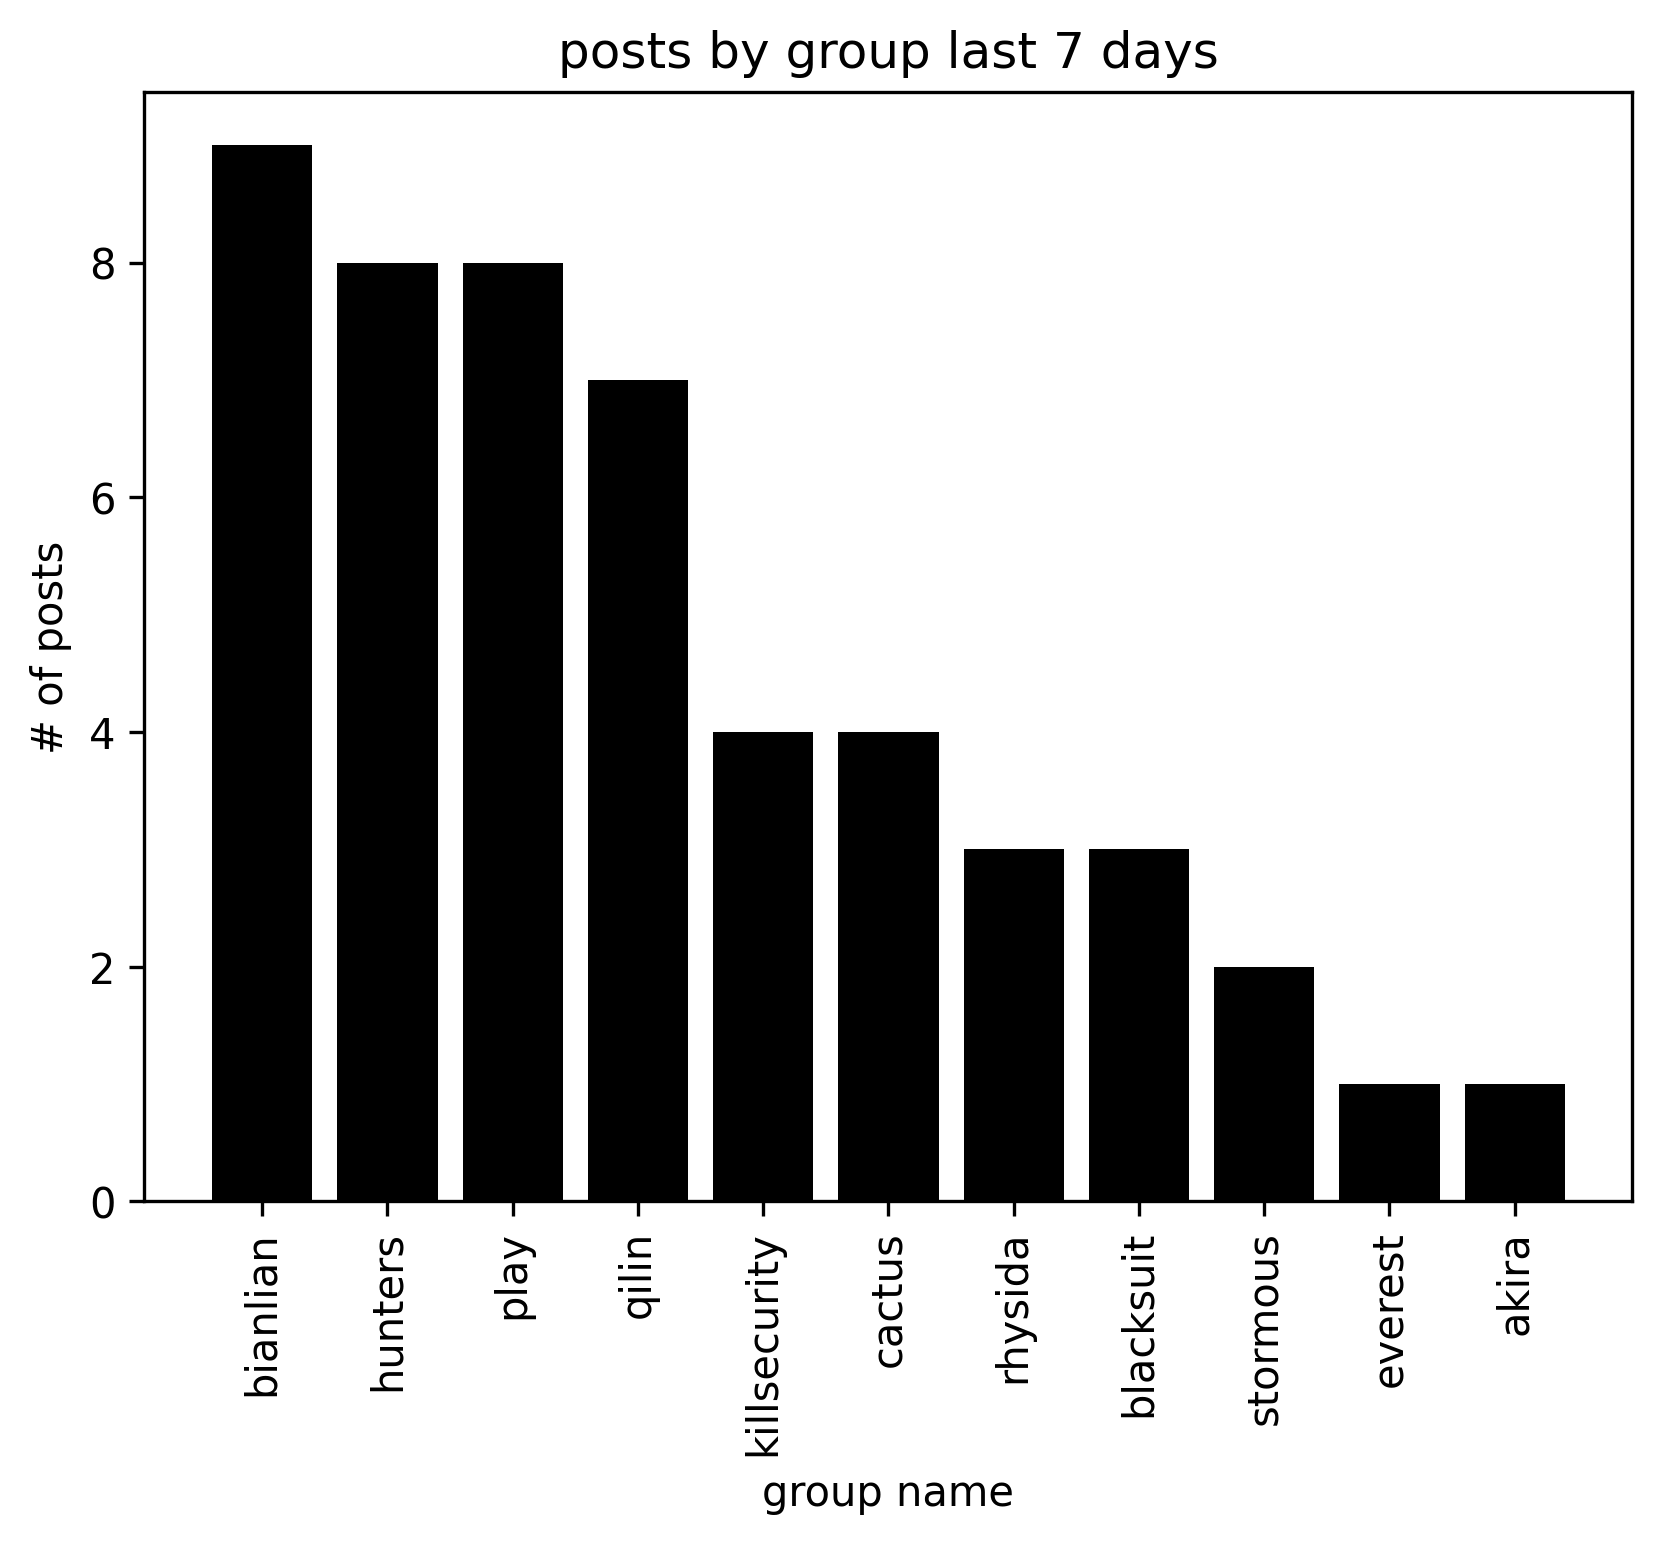 posts by group last 7 days
8
6
4
2
0
# of posts
bianlian
hunters
play
qilin
killsecurity
cactus
rhysida
blacksuit
stormous
everest
akira
group name